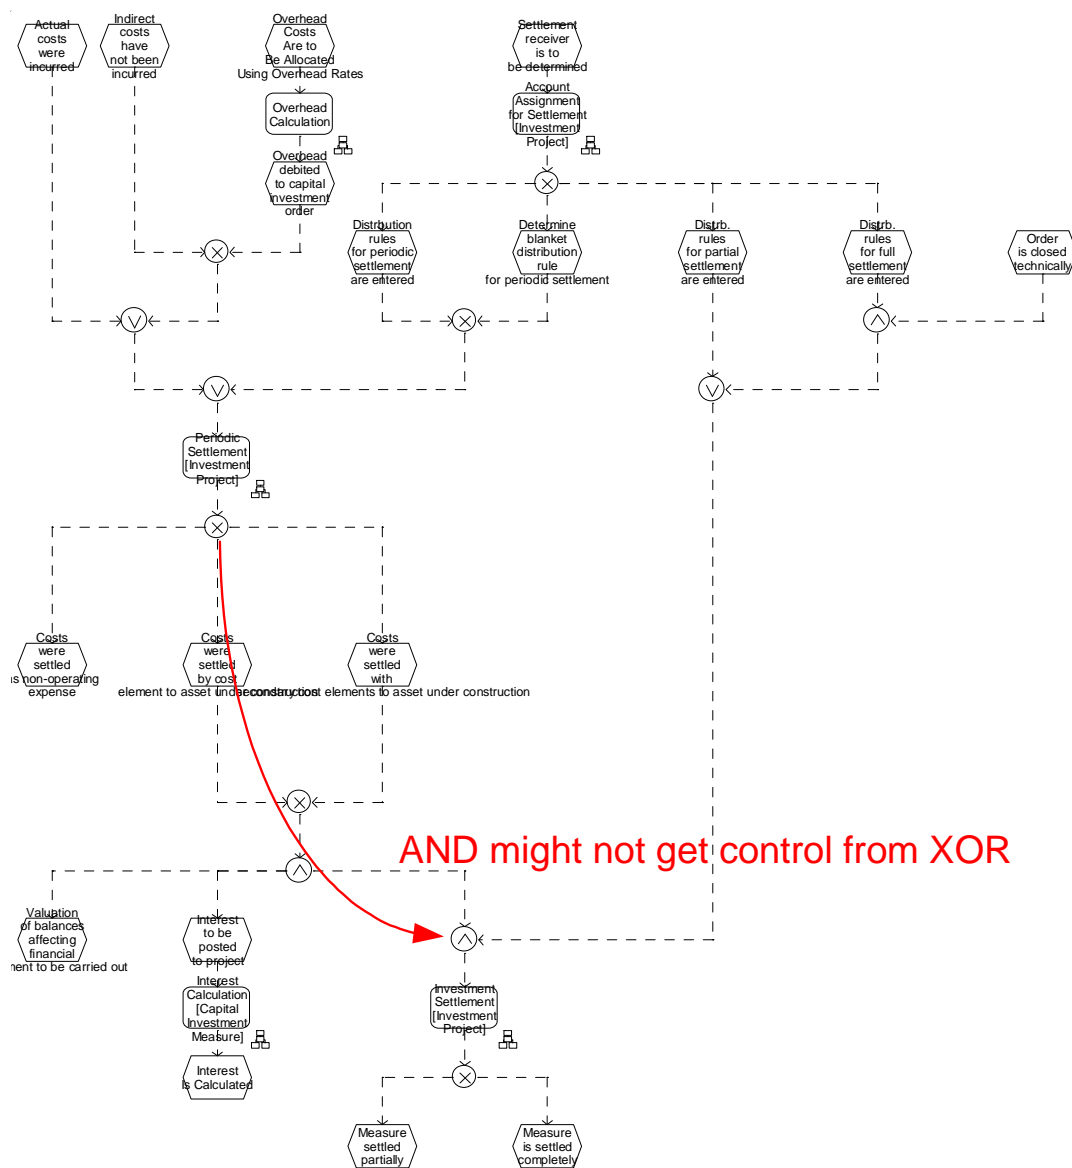 Actual
costs
were
incurred
Indirect
costs
have
not been
incurred
Overhead
Costs
Are to
Be Allocated
Using Overhead Rates
Settlement
receiver
is to
be determined
Overhead
Calculation
Account
Assignment
for Settlement
[Investment
Project]
Overhead
debited
to capital
investment
order
Distrbution
rules
for periodic
settlement
are entered
Determine
blanket
distribution
rule
for periodic settlement
Distrb.
rules
for partial
settlement
are entered
Distrb.
rules
for full
settlement
are entered
Order
is closed
technically
Periodic
Settlement
[Investment
Project]
Costs
were
settled
as non-operating
expense
Costs
were
settled
by cost
element to asset under construction
Costs
were
settled
with
secondary cost elements to asset under construction
AND might not get control from XOR
Valuation
of balances
affecting
financial
ment to be carried out
Interest
to be
posted
to project
Interest
Calculation
[Capital
Investment
Measure]
Investment
Settlement
[Investment
Project]
Interest
Is Calculated
Measure
settled
partially
Measure
is settled
completely